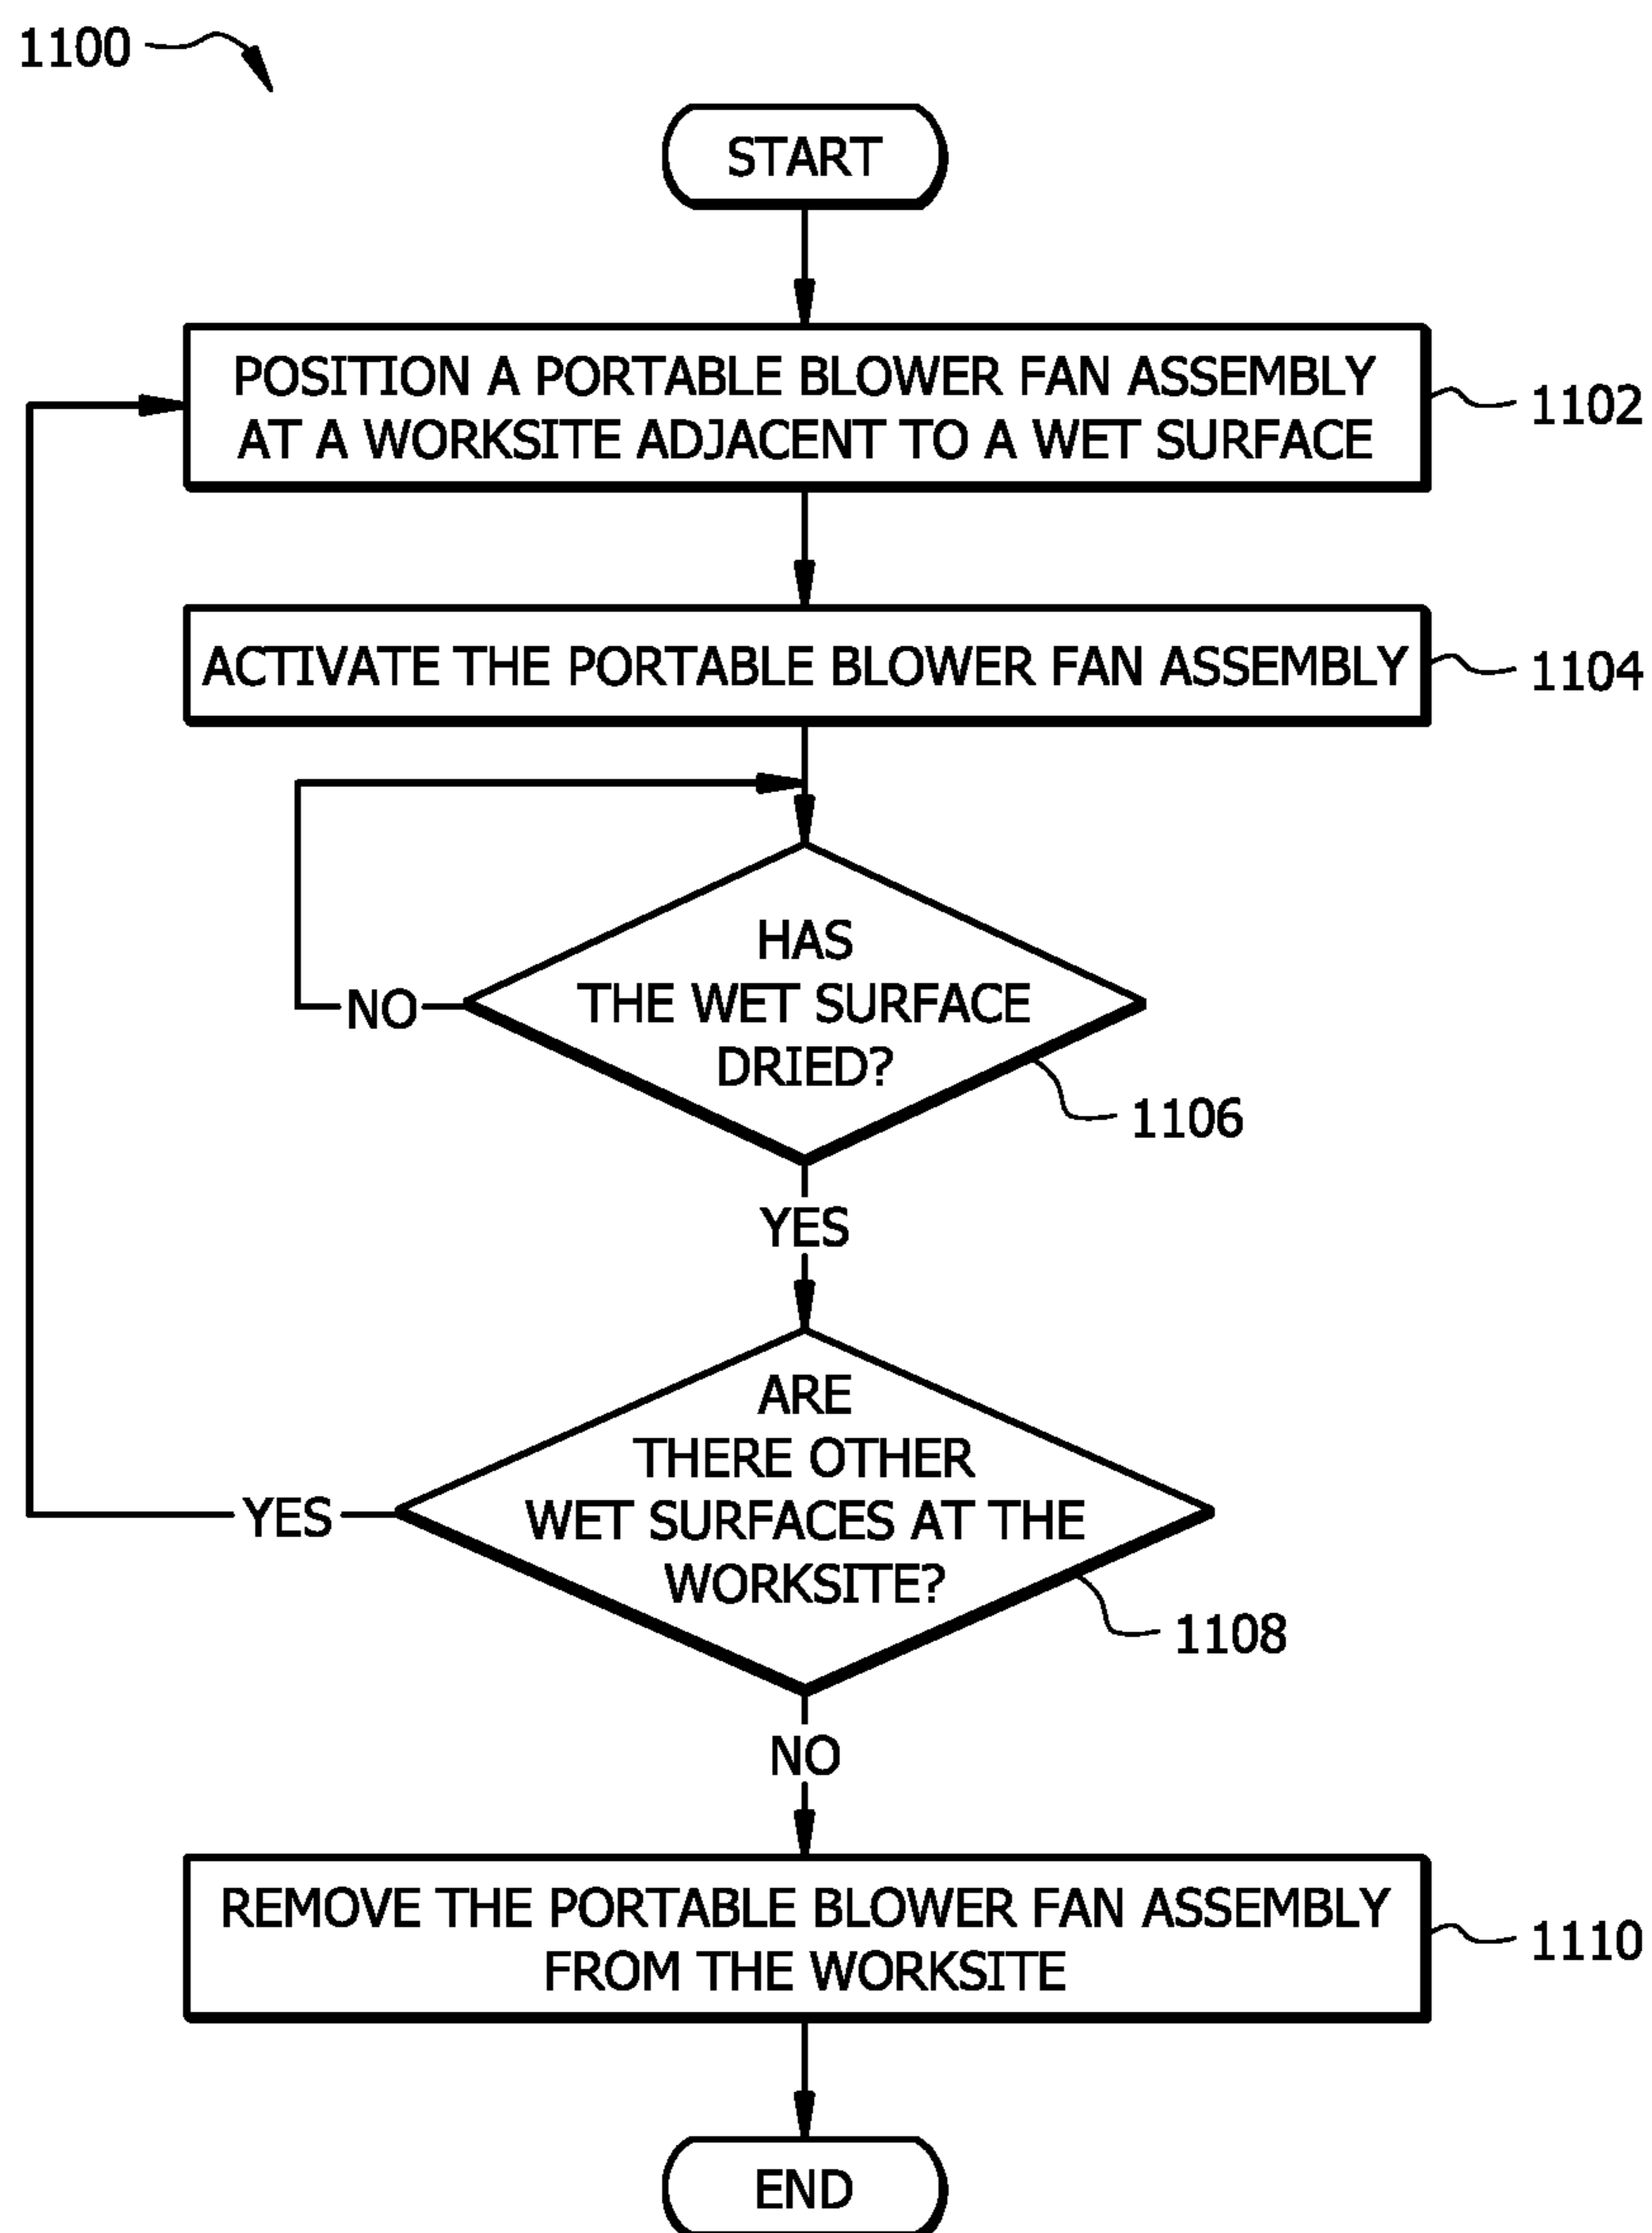 1100
START
POSITION A PORTABLE BLOWER FAN ASSEMBLY
AT A WORKSITE ADJACENT TO A WET SURFACE
1102
ACTIVATE THE PORTABLE BLOWER FAN ASSEMBLY
1104
HAS
THE WET SURFACE
DRIED?
NO
1106
YES
ARE
THERE OTHER
WET SURFACES AT THE
WORKSITE?
YES
1108
NO
REMOVE THE PORTABLE BLOWER FAN ASSEMBLY
FROM THE WORKSITE
1110
END